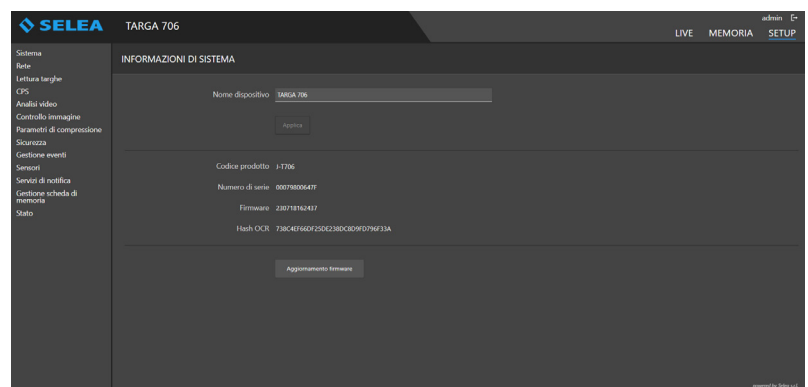 SELEA
TARGA 706
admin
LIVE MEMORIA SETUP
Sistema
Rete
Lettura targhe
CPS
Analisi video
Controllo immagine
Parametri di compressione
Sicurezza
Gestione eventi
Sensori
Servizi di notifica
Gestione scheda di
memoria
Stato
INFORMAZIONI DI SISTEMA
Nome dispositivo TARGA 706
Applica
Codice prodotto J-T706
Numero di serie 00079800647F
Firmware 230718162437
Hash OCR 738C4EF66DF25DE238DC8D9FD796F33A
Aggiornamento firmware
powered by Selea s.r.l.